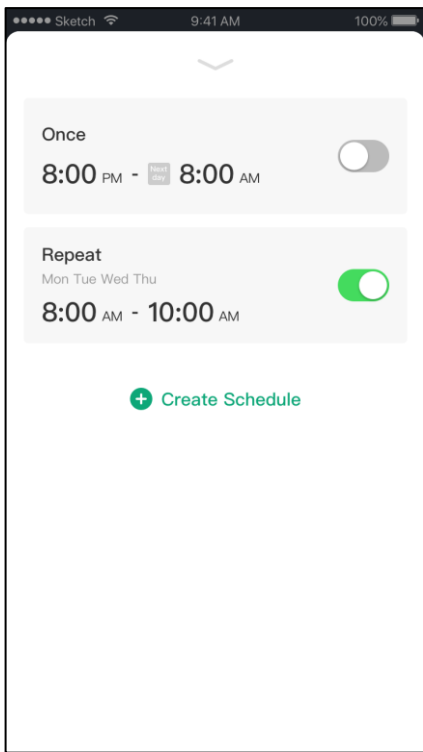 Sketch 9:41 AM 100%
Once
8:00 PM - Next day 8:00 AM
Repeat
Mon Tue Wed Thu
8:00 AM - 10:00 AM
Create Schedule